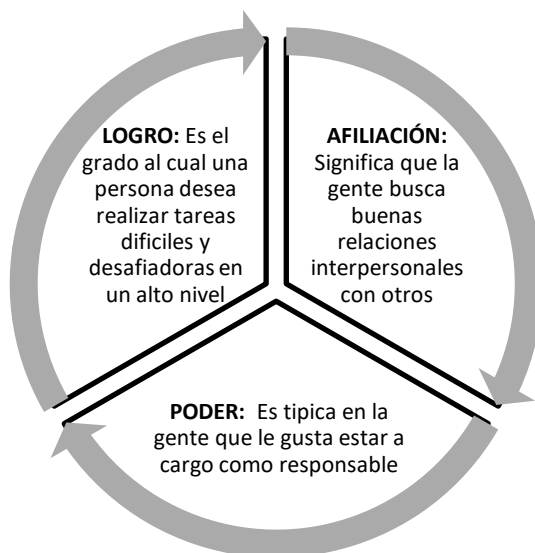 LOGRO: Es el
grado al cual una
persona desea
realizar tareas
dificiles y
desafiadoras en
un alto nivel
AFILIACIÓN:
Significa que la
gente busca
buenas
relaciones
interpersonales
con otros
PODER: Es tipica en la
gente que le gusta estar a
cargo como responsable